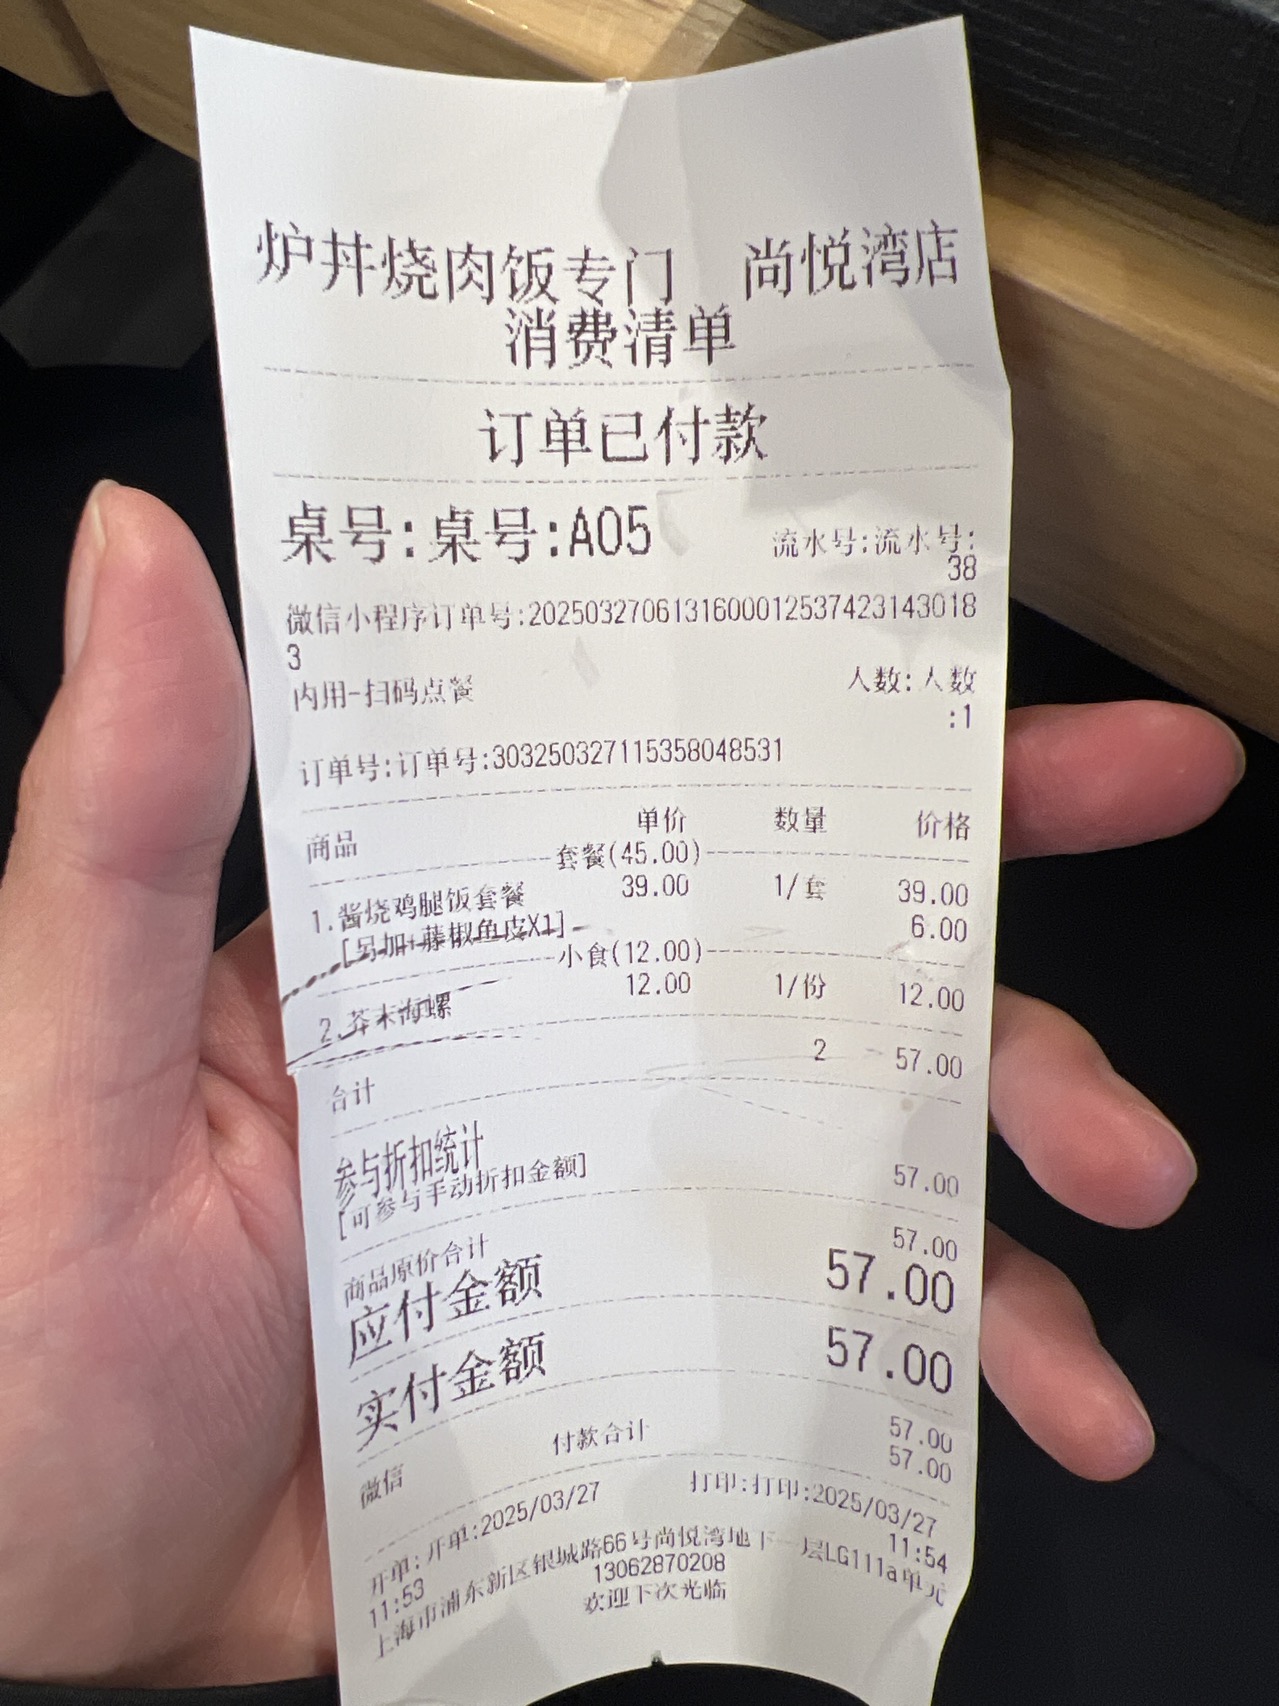 炉丼烧肉饭专门 尚悦湾店
消费清单
订单已付款
桌号:桌号:A05 流水号:流水号:
38
微信小程序订单号:2025032706131600012537423143018
3
内用-扫码点餐 人数:人数
:1
订单号:订单号:303250327115358048531
商品 单价 数量 价格
套餐(45.00)
1.酱烧鸡腿饭套餐 39.00 1/套 39.00
[另加+藤椒鱼皮X1] 6.00
小食(12.00)
2.芥末海螺 12.00 1/份 12.00
合计 2 57.00
参与折扣统计
[可参与手动折扣金额] 57.00
商品原价合计 57.00
应付金额 57.00
实付金额 57.00
付款合计 57.00
微信 57.00
开单:开单:2025/03/27 打印:打印:2025/03/27
11:53 11:54
上海市浦东新区银城路66号尚悦湾地下一层LG111a单元
13062870208
欢迎下次光临